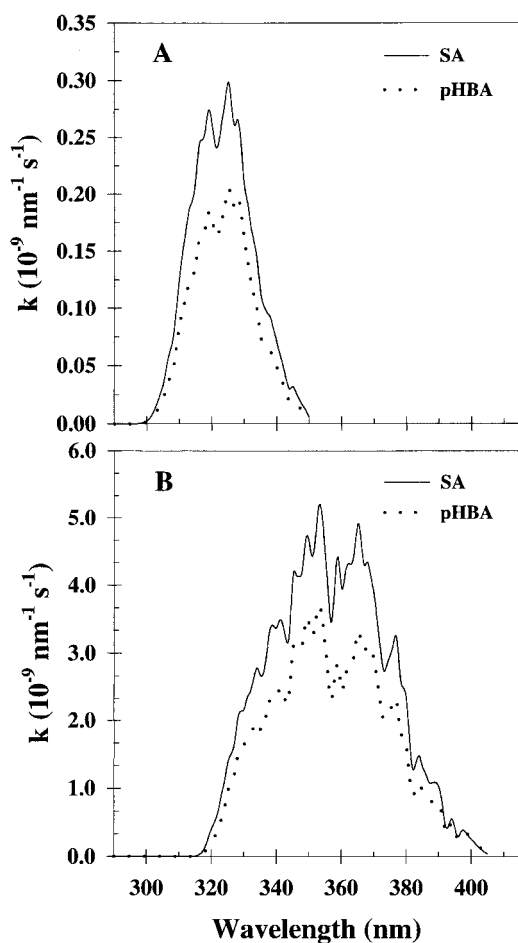 0.35
A
SA
pHBA
0.30
0.25
0.20
0.15
0.10
0.05
0.00
k (10⁻⁹ nm⁻¹ s⁻¹)
6.0
B
SA
pHBA
5.0
4.0
3.0
2.0
1.0
0.0
k (10⁻⁹ nm⁻¹ s⁻¹)
300 320 340 360 380 400
Wavelength (nm)